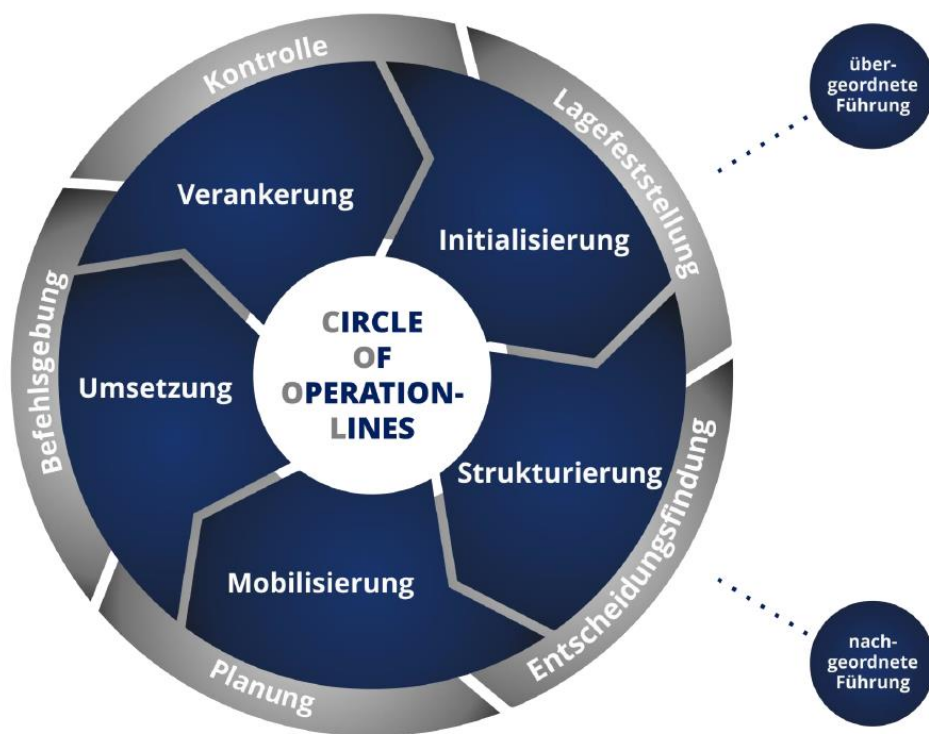 Kontrolle
Lagefeststellung
über-
geordnete
Führung
Verankerung
Initialisierung
CIRCLE
OF
OPERATION-
LINES
Befehlsgebung
Umsetzung
Strukturierung
Entscheidungsfindung
Mobilisierung
Planung
nach-
geordnete
Führung